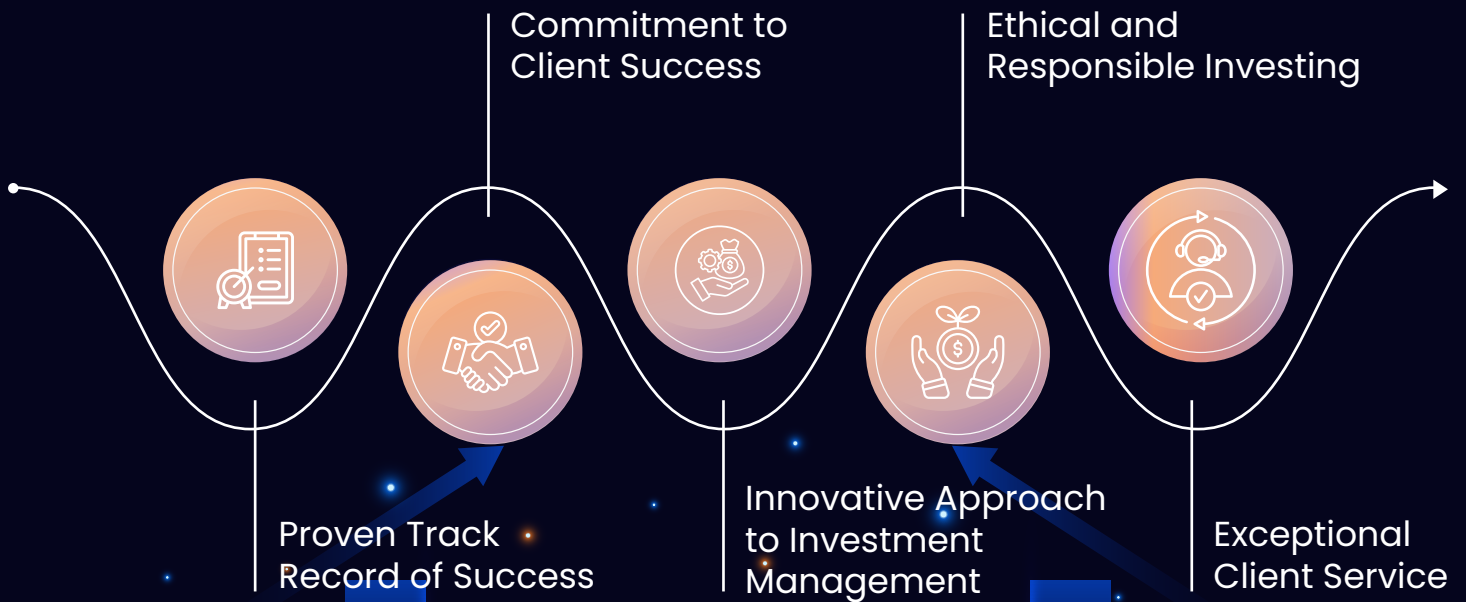 Commitment to
Client Success
Ethical and
Responsible Investing
Proven Track
Record of Success
Innovative Approach
to Investment
Management
Exceptional
Client Service